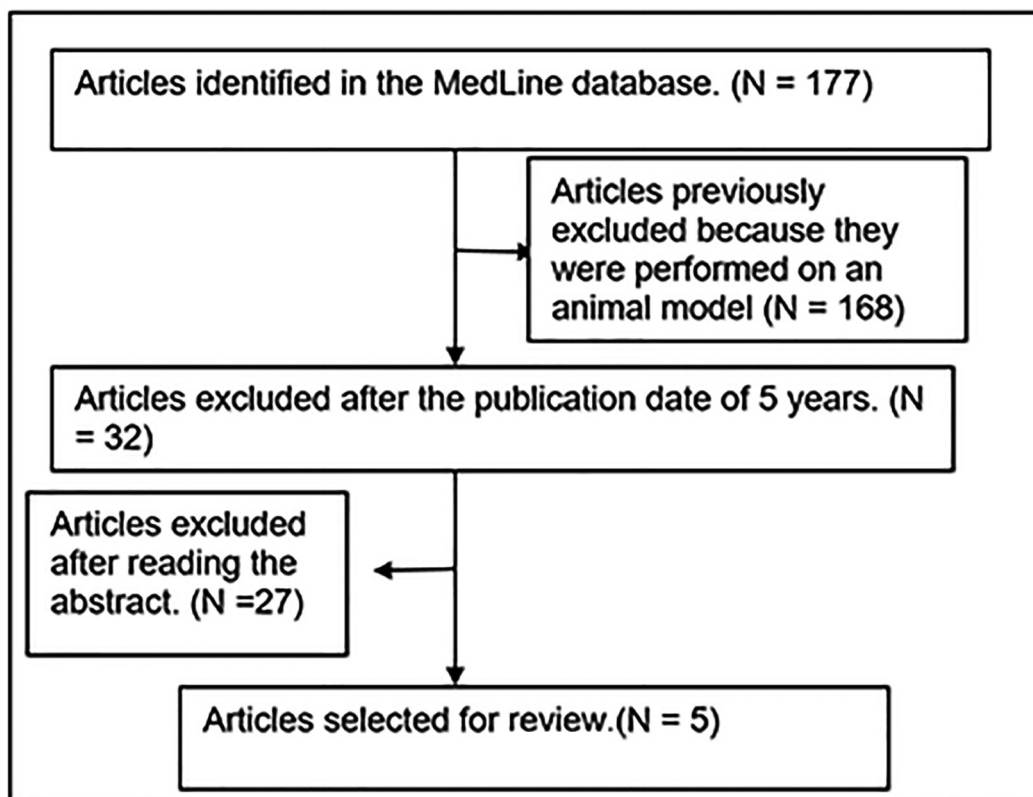 Articles identified in the MedLine database. (N = 177)
Articles previously
excluded because they
were performed on an
animal model (N = 168)
Articles excluded after the publication date of 5 years. (N
= 32)
Articles excluded
after reading the
abstract. (N =27)
Articles selected for review.(N = 5)